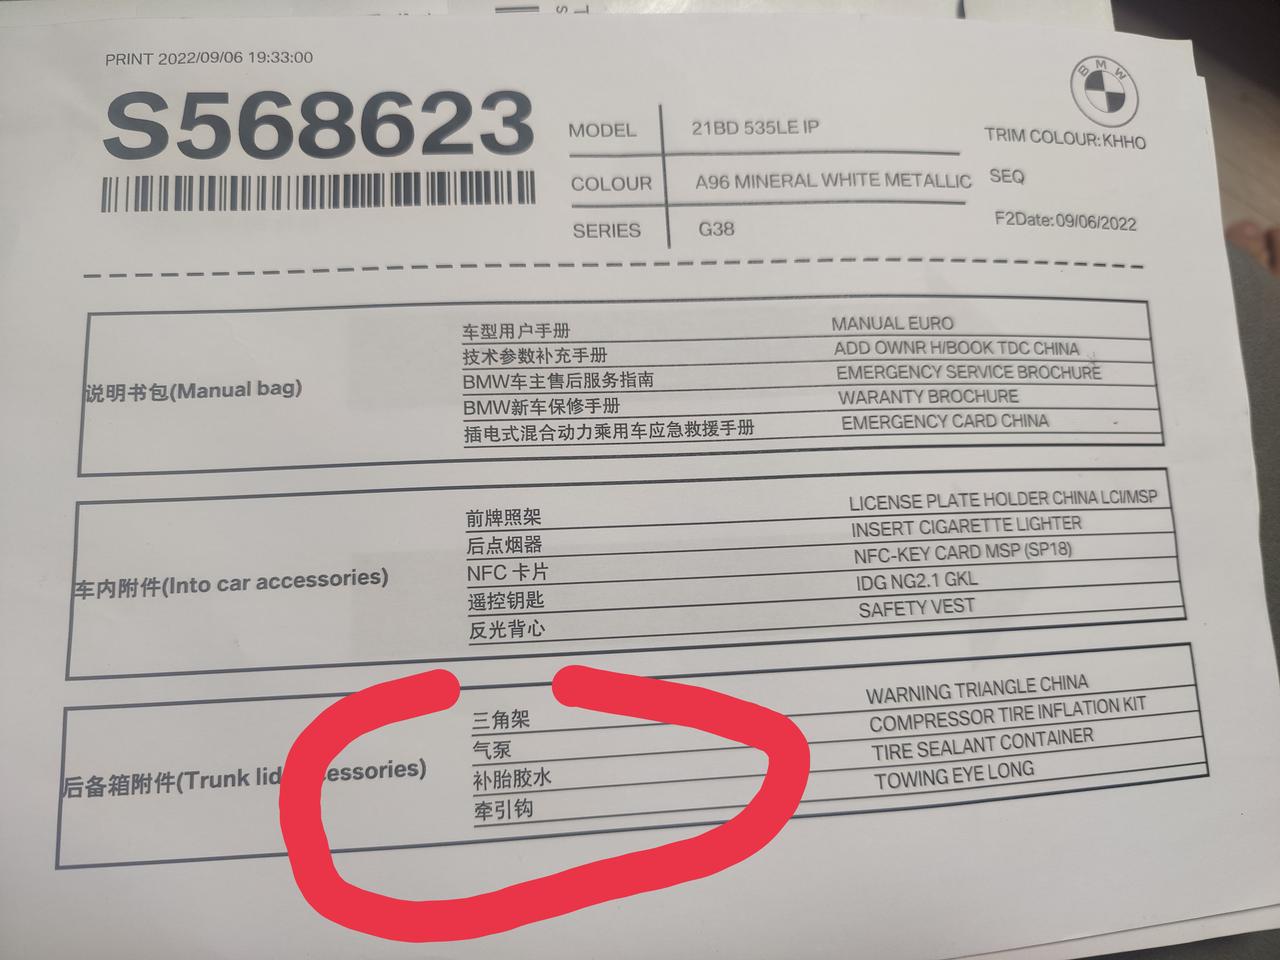 PRINT 2022/09/06 19:33:00
S568623
MODEL 21BD 535LE IP
COLOUR A96 MINERAL WHITE METALLIC
SERIES G38
BMW
TRIM COLOUR:KHHO
SEQ
F2Date:09/06/2022
说明书包(Manual bag)
车型用户手册 MANUAL EURO
技术参数补充手册 ADD OWNR H/BOOK TDC CHINA
BMW车主售后服务指南 EMERGENCY SERVICE BROCHURE
BMW新车保修手册 WARANTY BROCHURE
插电式混合动力乘用车应急救援手册 EMERGENCY CARD CHINA
车内附件(Into car accessories)
前牌照架 LICENSE PLATE HOLDER CHINA LCI/MSP
后点烟器 INSERT CIGARETTE LIGHTER
NFC 卡片 NFC-KEY CARD MSP (SP18)
遥控钥匙 IDG NG2.1 GKL
反光背心 SAFETY VEST
后备箱附件(Trunk lid cessories)
三角架 WARNING TRIANGLE CHINA
气泵 COMPRESSOR TIRE INFLATION KIT
补胎胶水 TIRE SEALANT CONTAINER
牵引钩 TOWING EYE LONG